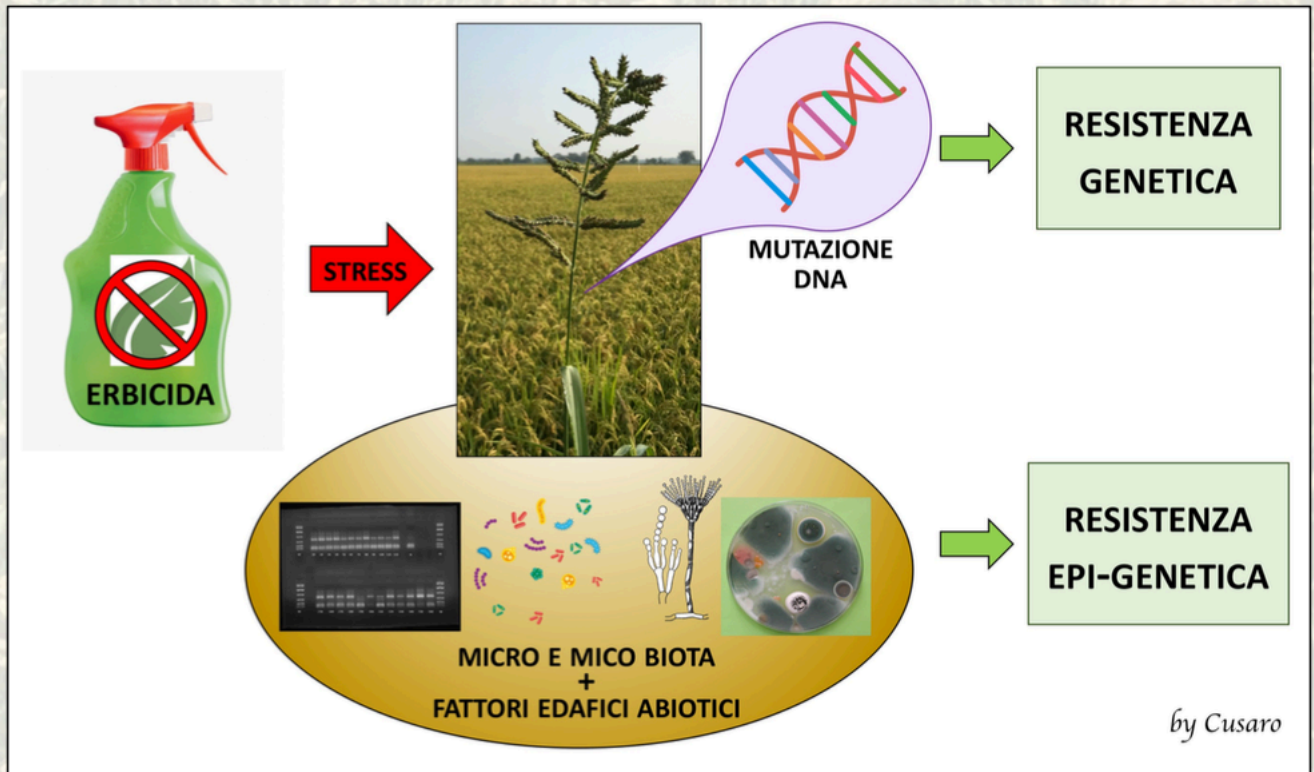 ERBICIDA
STRESS
MUTAZIONE
DNA
RESISTENZA
GENETICA
MICRO E MICO BIOTA
+
FATTORI EDAFICI ABIOTICI
RESISTENZA
EPI-GENETICA
by Cusaro